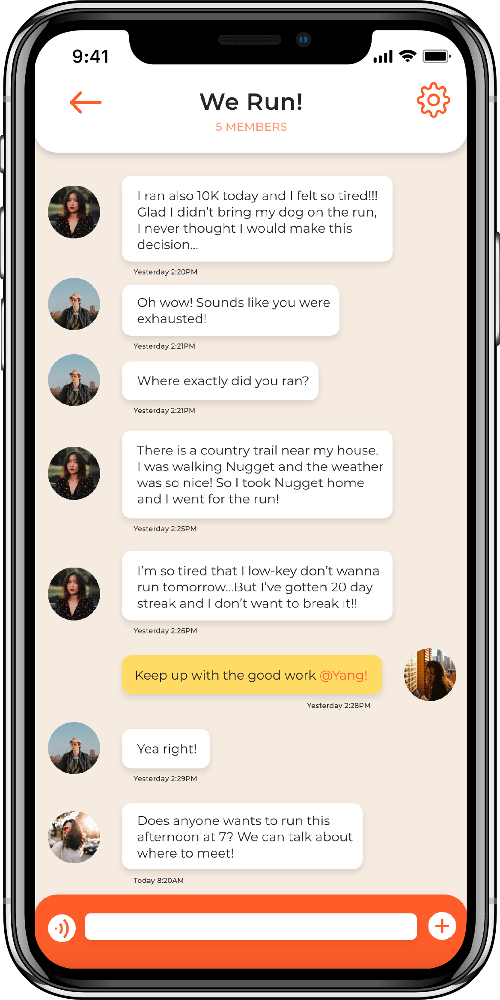 9:41
We Run!
5 MEMBERS
I ran also 10K today and I felt so tired!!!
Glad I didn’t bring my dog on the run,
I never thought I would make this
decision...
Yesterday 2:20PM
Oh wow! Sounds like you were
exhausted!
Yesterday 2:21PM
Where exactly did you ran?
Yesterday 2:21PM
There is a country trail near my house.
I was walking Nugget and the weather
was so nice! So I took Nugget home
and I went for the run!
Yesterday 2:25PM
I’m so tired that I low-key don’t wanna
run tomorrow...But I’ve gotten 20 day
streak and I don’t want to break it!!
Yesterday 2:26PM
Keep up with the good work @Yang!
Yesterday 2:28PM
Yea right!
Yesterday 2:29PM
Does anyone wants to run this
afternoon at 7? We can talk about
where to meet!
Today 8:20AM